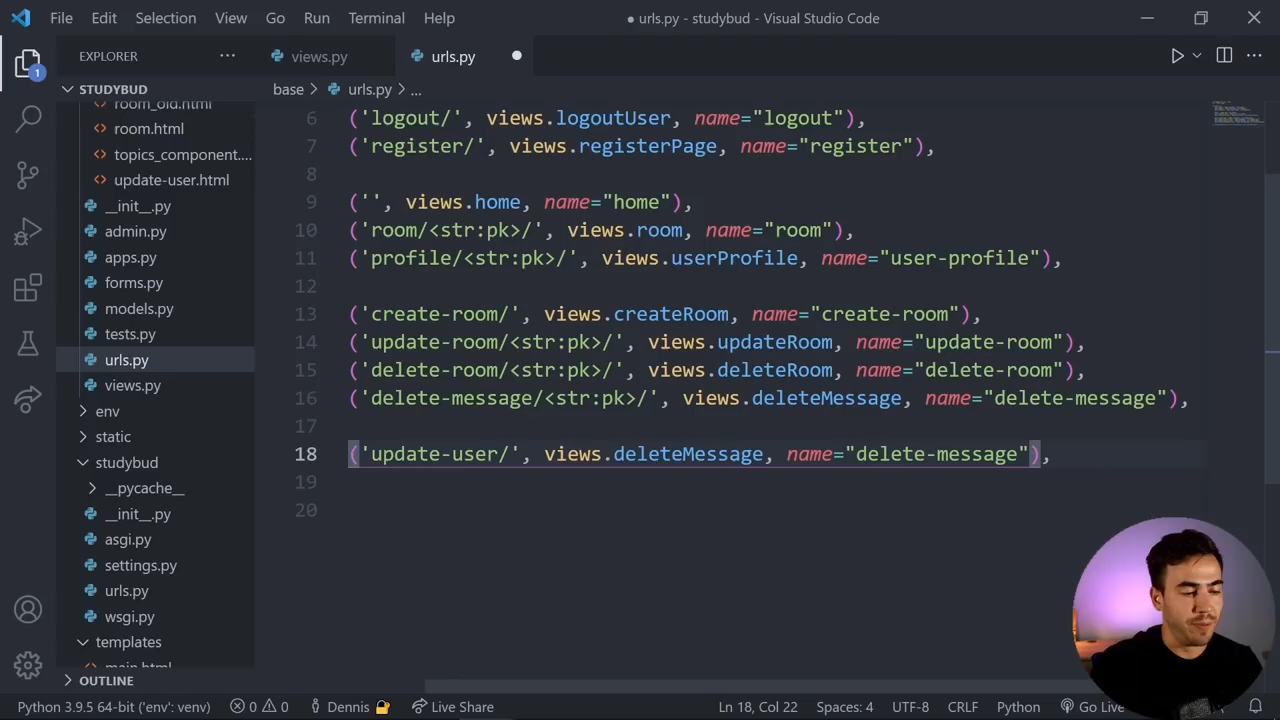 File Edit Selection View Go Run Terminal Help
● urls.py - studybud - Visual Studio Code
EXPLORER ···
views.py
urls.py
STUDYBUD
base > urls.py > ...
room_old.html
room.html
topics_component....
update-user.html
__init__.py
admin.py
apps.py
forms.py
models.py
tests.py
urls.py
views.py
env
static
studybud
__pycache__
__init__.py
asgi.py
settings.py
urls.py
wsgi.py
templates
main.html
OUTLINE
1
6 ('logout/', views.logoutUser, name="logout"),
7 ('register/', views.registerPage, name="register"),
8
9 ('', views.home, name="home"),
10 ('room/<str:pk>/', views.room, name="room"),
11 ('profile/<str:pk>/', views.userProfile, name="user-profile"),
12
13 ('create-room/', views.createRoom, name="create-room"),
14 ('update-room/<str:pk>/', views.updateRoom, name="update-room"),
15 ('delete-room/<str:pk>/', views.deleteRoom, name="delete-room"),
16 ('delete-message/<str:pk>/', views.deleteMessage, name="delete-message"),
17
18 ('update-user/', views.deleteMessage, name="delete-message"),
19
20
Python 3.9.5 64-bit ('env': venv) 0 0 Dennis Live Share Ln 18, Col 22 Spaces: 4 UTF-8 CRLF Python Go Live